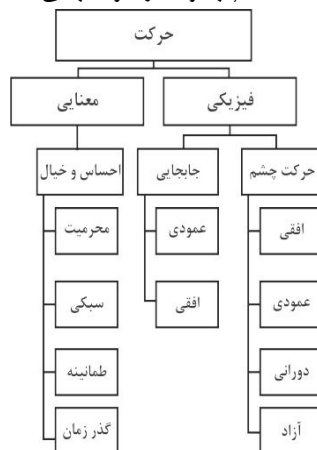 حرکت
فیزیکی
معنایی
حرکت چشم
جابجایی
احساس و خیال
افقی
عمودی
محرمیت
عمودی
افقی
سبکی
دورانی
طمانینه
آزاد
گذر زمان